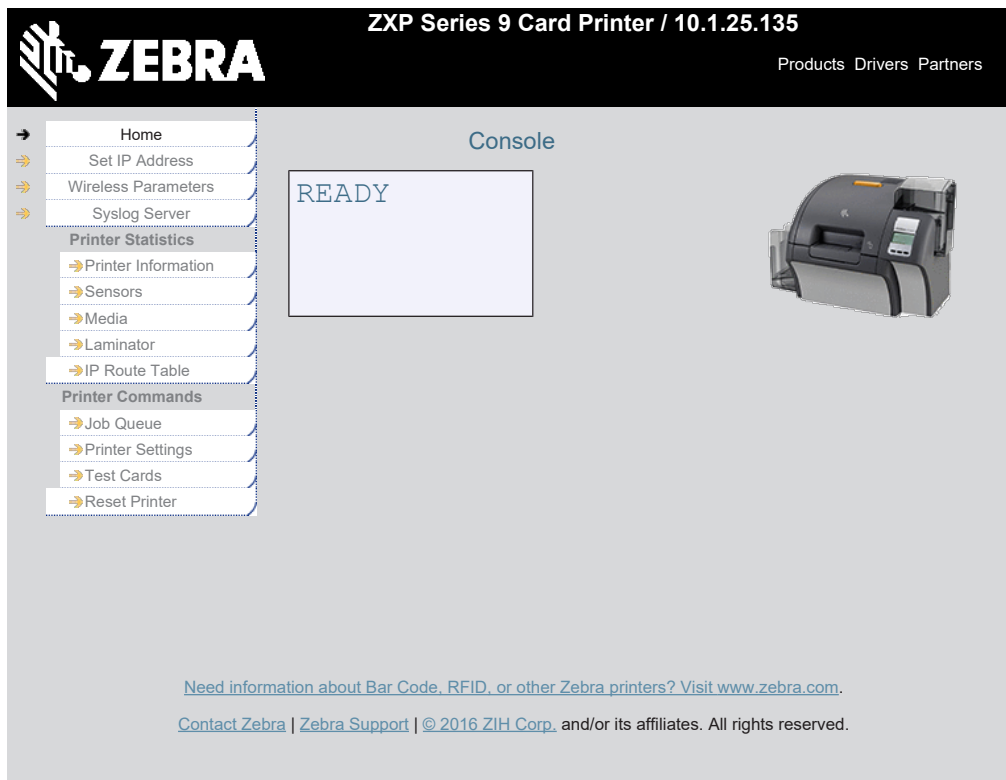 ZXP Series 9 Card Printer / 10.1.25.135
ZEBRA
Products Drivers Partners
Home
Set IP Address
Wireless Parameters
Syslog Server
Printer Statistics
Printer Information
Sensors
Media
Laminator
IP Route Table
Printer Commands
Job Queue
Printer Settings
Test Cards
Reset Printer
Console
READY
Need information about Bar Code, RFID, or other Zebra printers? Visit www.zebra.com.
Contact Zebra | Zebra Support | © 2016 ZIH Corp. and/or its affiliates. All rights reserved.